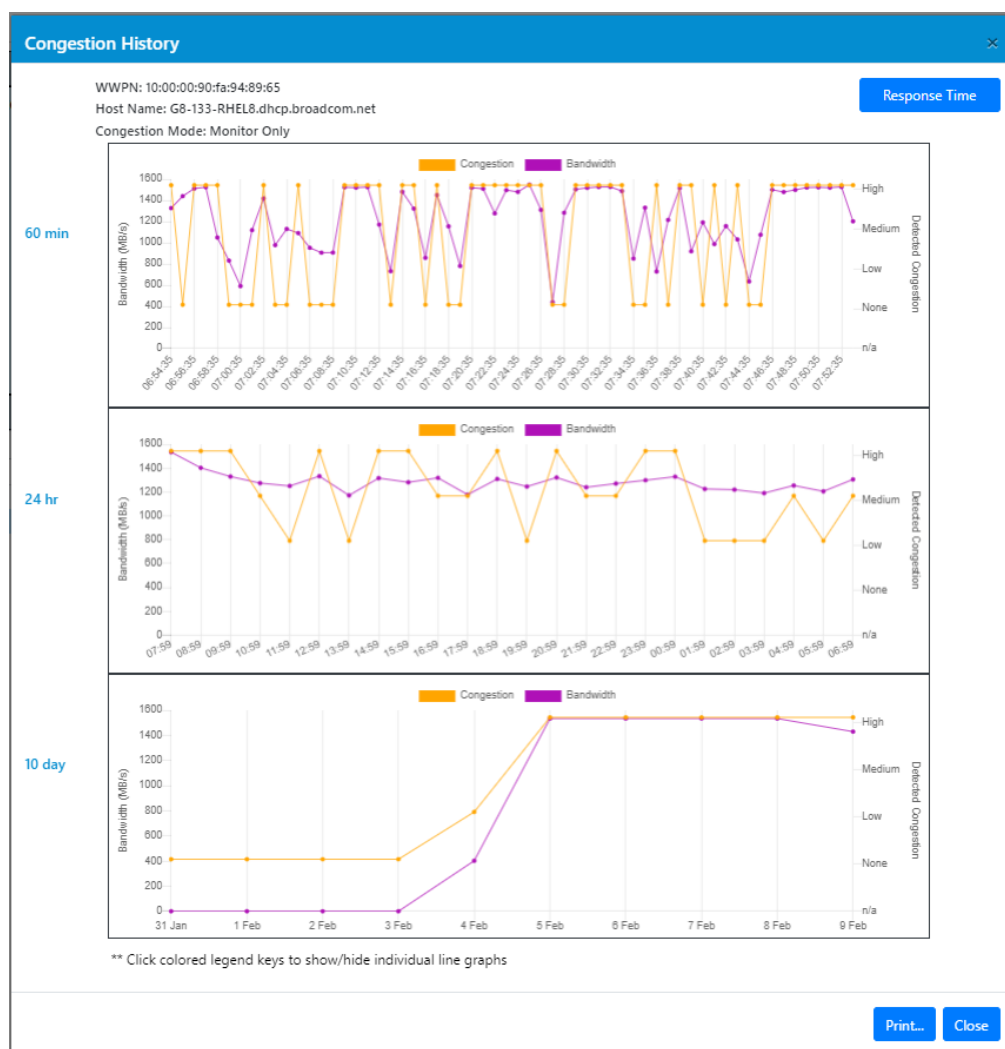 Congestion History ×
WWPN: 10:00:00:90:fa:94:89:65
Host Name: G8-133-RHEL8.dhcp.broadcom.net
Congestion Mode: Monitor Only
Response Time
60 min
Congestion Bandwidth
Bandwidth (MB/s)
1600
1400
1200
1000
800
600
400
200
0
High
Medium
Low
None
n/a
Detected Congestion
06:54:35 06:56:35 06:58:35 07:00:35 07:02:35 07:04:35 07:06:35 07:08:35 07:10:35 07:12:35 07:14:35 07:16:35 07:18:35 07:20:35 07:22:35 07:24:35 07:26:35 07:28:35 07:30:35 07:32:35 07:34:35 07:36:35 07:38:35 07:40:35 07:42:35 07:44:35 07:46:35 07:48:35 07:50:35 07:52:35
24 hr
Congestion Bandwidth
Bandwidth (MB/s)
1600
1400
1200
1000
800
600
400
200
0
High
Medium
Low
None
n/a
Detected Congestion
07:59 08:59 09:59 10:59 11:59 12:59 13:59 14:59 15:59 16:59 17:59 18:59 19:59 20:59 21:59 22:59 23:59 00:59 01:59 02:59 03:59 04:59 05:59 06:59
10 day
Congestion Bandwidth
Bandwidth (MB/s)
1600
1400
1200
1000
800
600
400
200
0
High
Medium
Low
None
n/a
Detected Congestion
31 Jan 1 Feb 2 Feb 3 Feb 4 Feb 5 Feb 6 Feb 7 Feb 8 Feb 9 Feb
** Click colored legend keys to show/hide individual line graphs
Print... Close